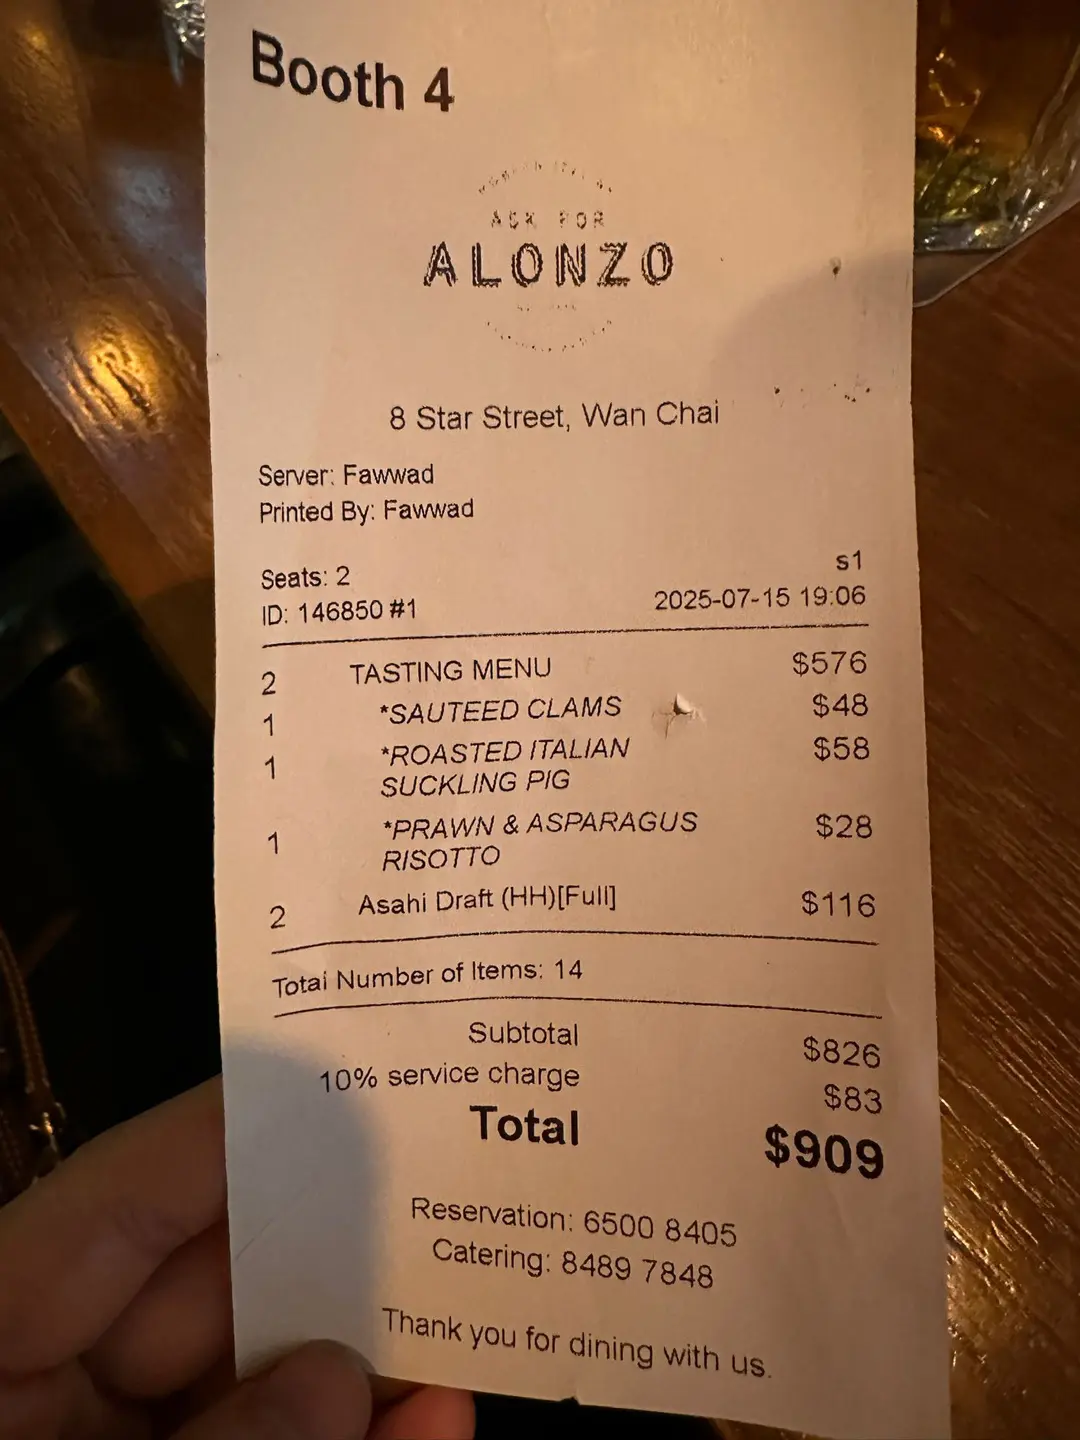 Booth 4
ASK FOR
ALONZO
8 Star Street, Wan Chai
Server: Fawwad
Printed By: Fawwad
s1
Seats: 2
ID: 146850 #1 2025-07-15 19:06
2 TASTING MENU $576
1 *SAUTEED CLAMS $48
1 *ROASTED ITALIAN $58
SUCKLING PIG
1 *PRAWN & ASPARAGUS $28
RISOTTO
2 Asahi Draft (HH)[Full] $116
Total Number of Items: 14
Subtotal $826
10% service charge $83
Total $909
Reservation: 6500 8405
Catering: 8489 7848
Thank you for dining with us.